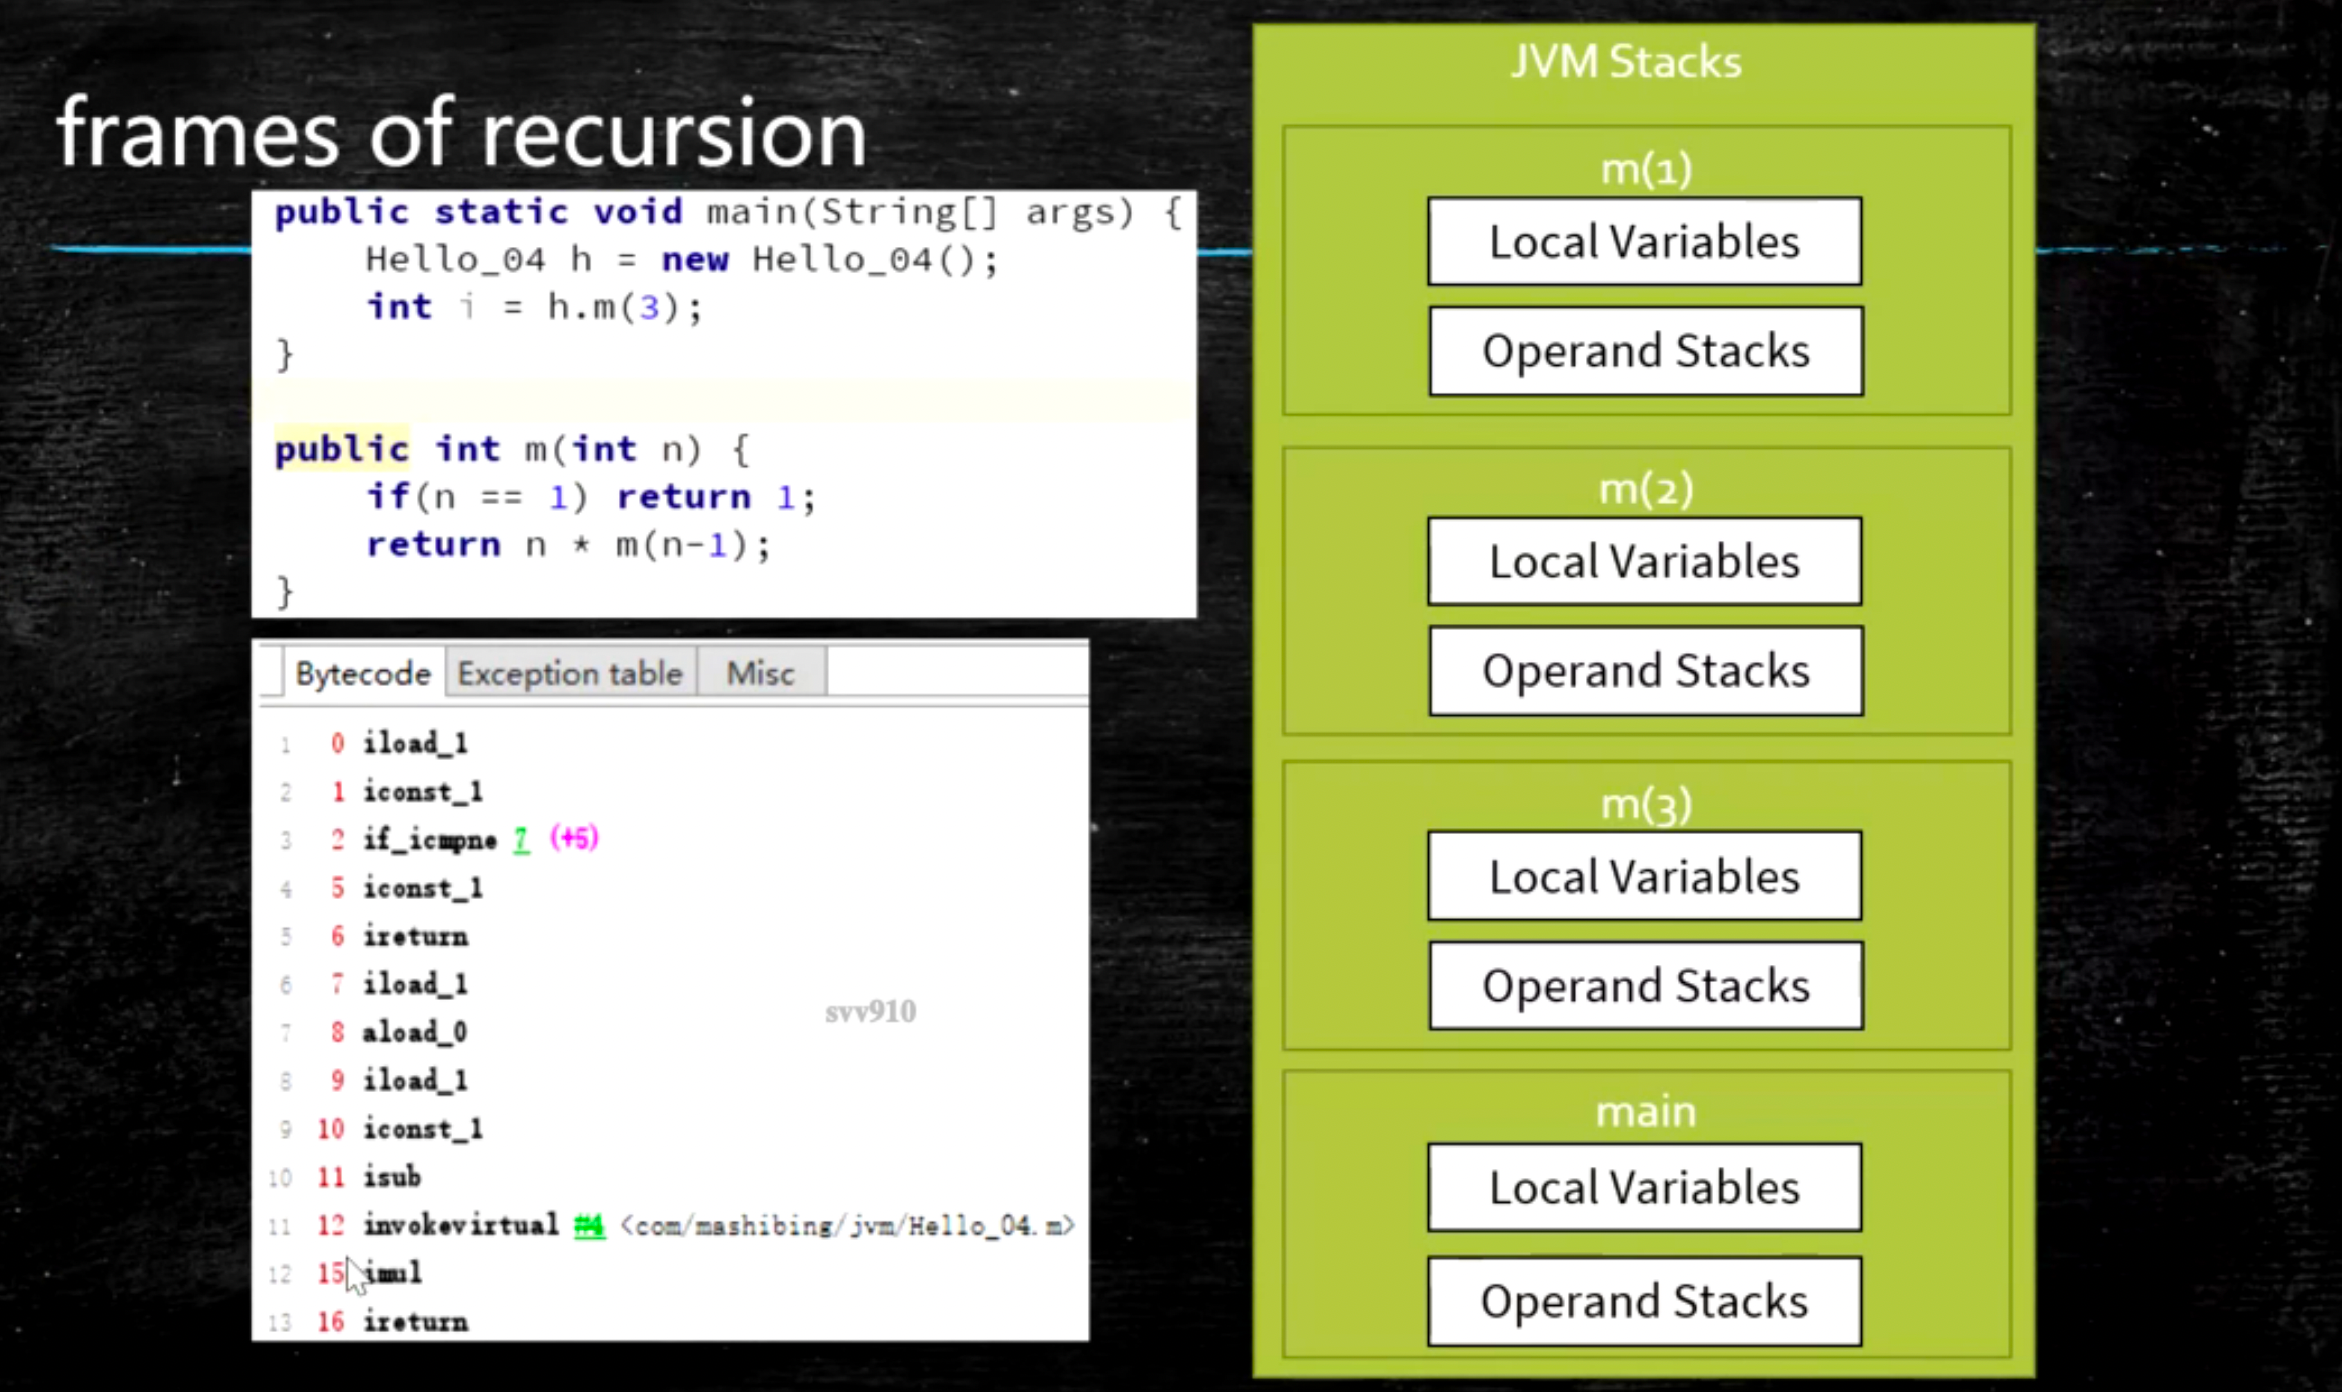 frames of recursion
public static void main(String[] args) {
Hello_04 h = new Hello_04();
int i = h.m(3);
}
public int m(int n) {
if(n == 1) return 1;
return n * m(n-1);
}
Bytecode Exception table Misc
1 0 iload_1
2 1 iconst_1
3 2 if_icmpne 7 (+5)
4 5 iconst_1
5 6 ireturn
6 7 iload_1
7 8 aload_0
8 9 iload_1
9 10 iconst_1
10 11 isub
11 12 invokevirtual #4 <com/mashibing/jvm/Hello_04.m>
12 15 imul
13 16 ireturn
svv910
JVM Stacks
m(1)
Local Variables
Operand Stacks
m(2)
Local Variables
Operand Stacks
m(3)
Local Variables
Operand Stacks
main
Local Variables
Operand Stacks